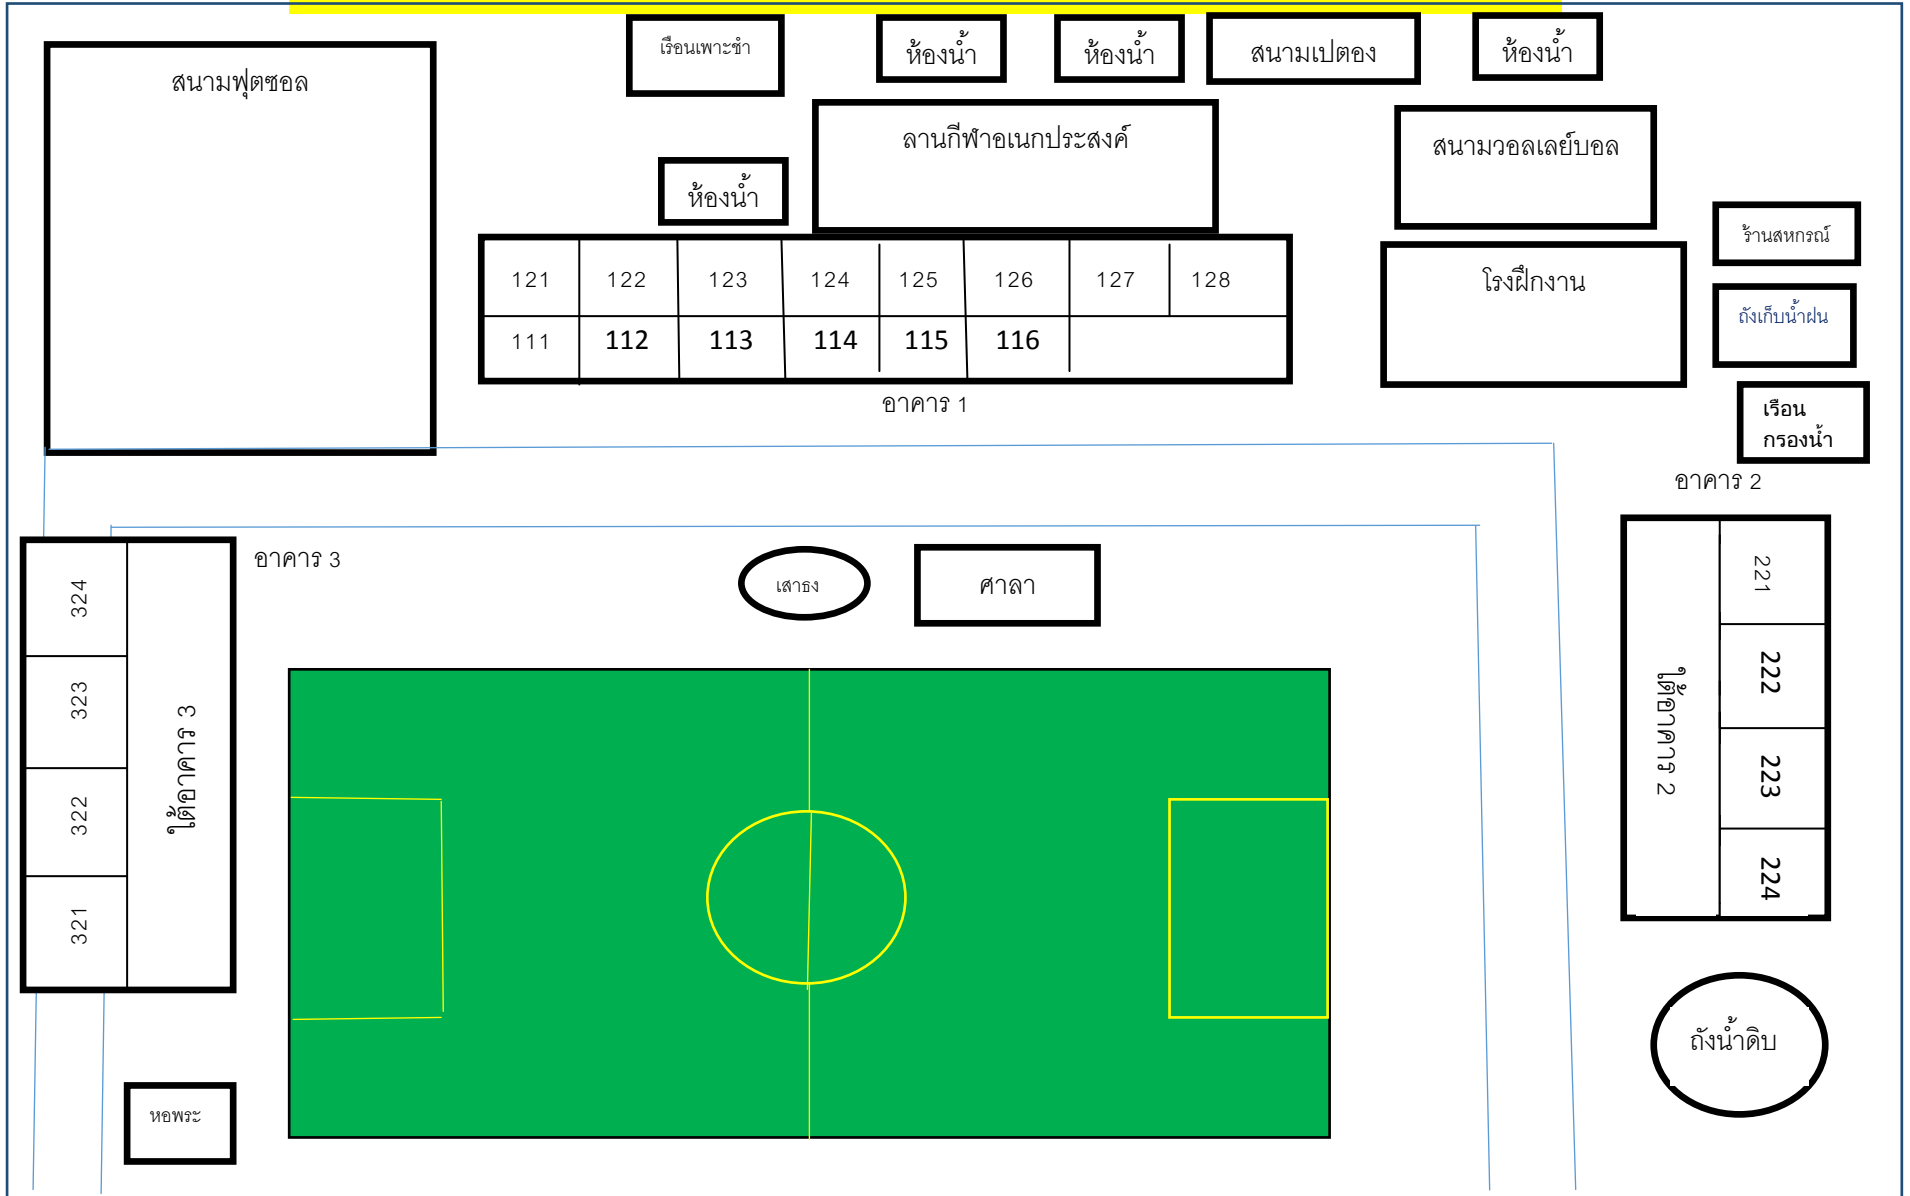 เรือนเพาะชำ
ห้องน้ำ
ห้องน้ำ
สนามเปตอง
ห้องน้ำ
สนามฟุตซอล
ลานกีฬาอเนกประสงค์
สนามวอลเลย์บอล
ห้องน้ำ
ร้านสหกรณ์
121 122 123 124 125 126 127 128
โรงฝึกงาน
ถังเก็บน้ำฝน
111 112 113 114 115 116
อาคาร 1
เรือน
กรองน้ำ
อาคาร 2
อาคาร 3
เสาธง
ศาลา
324
323
322
321
ใต้อาคาร 3
221
222
223
224
ใต้อาคาร 2
ถังน้ำดิบ
หอพระ